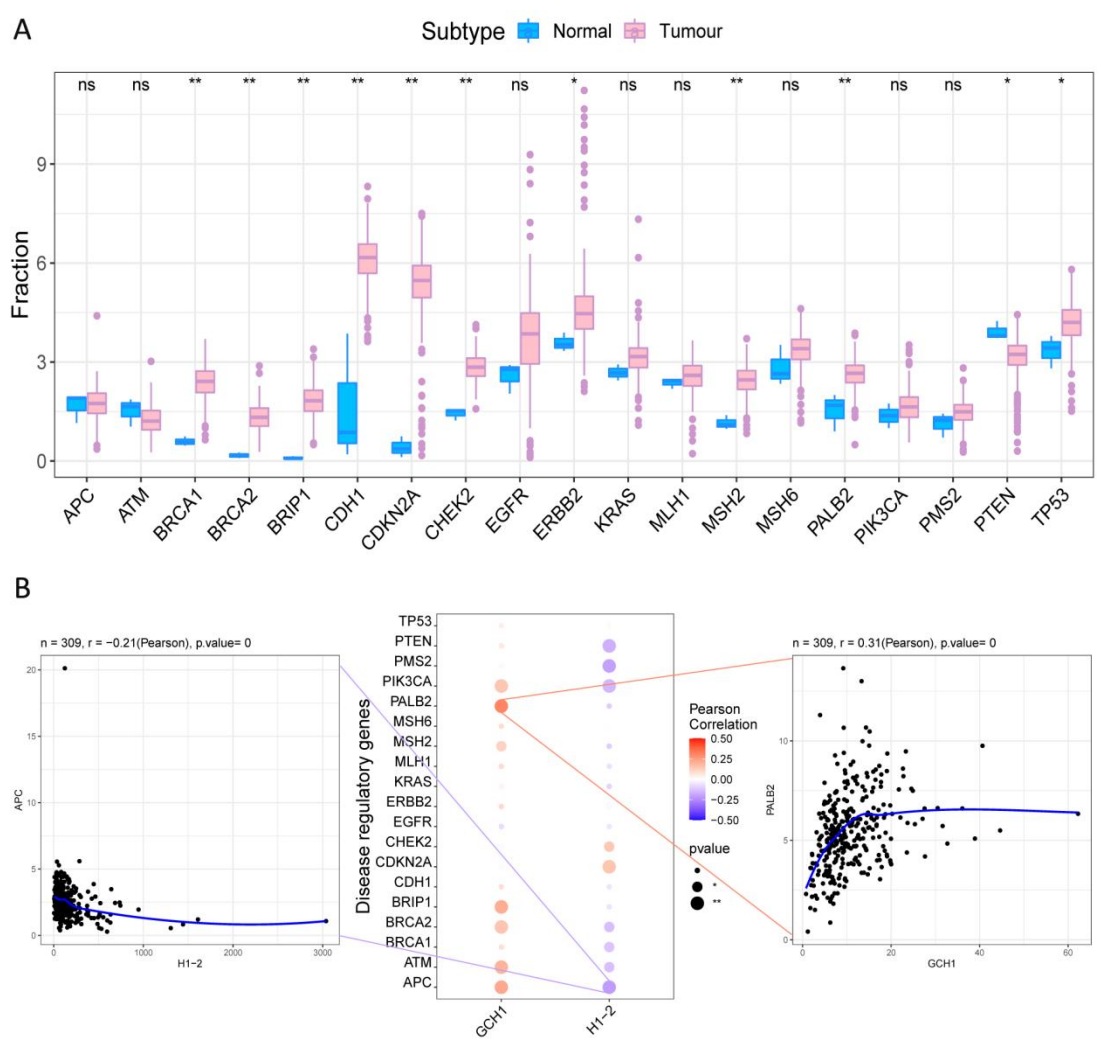 A
Subtype Normal Tumour
ns ns ** ** ** ** ** ** ns * ns ns ** ns ** ns ns * *
Fraction
9
6
3
0
APC ATM BRCA1 BRCA2 BRIP1 CDH1 CDKN2A CHEK2 EGFR ERBB2 KRAS MLH1 MSH2 MSH6 PALB2 PIK3CA PMS2 PTEN TP53
B
n = 309, r = −0.21(Pearson), p.value= 0
APC
20
15
10
5
0
0 1000 2000 3000
H1−2
Disease regulatory genes
TP53
PTEN
PMS2
PIK3CA
PALB2
MSH6
MSH2
MLH1
KRAS
ERBB2
EGFR
CHEK2
CDKN2A
CDH1
BRIP1
BRCA2
BRCA1
ATM
APC
GCH1 H1−2
Pearson
Correlation
0.50
0.25
0.00
−0.25
−0.50
pvalue
*
**
n = 309, r = 0.31(Pearson), p.value= 0
PALB2
10
5
0
0 20 40 60
GCH1